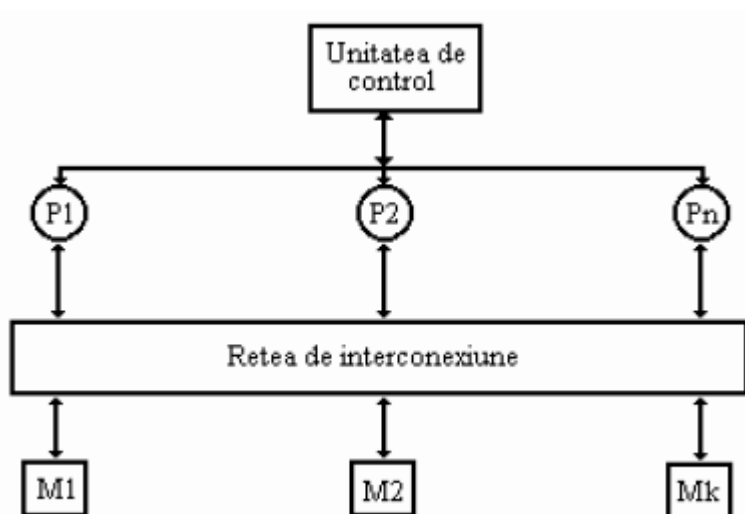 Unitatea de
control
P1
P2
Pn
Retea de interconexiune
M1
M2
Mk